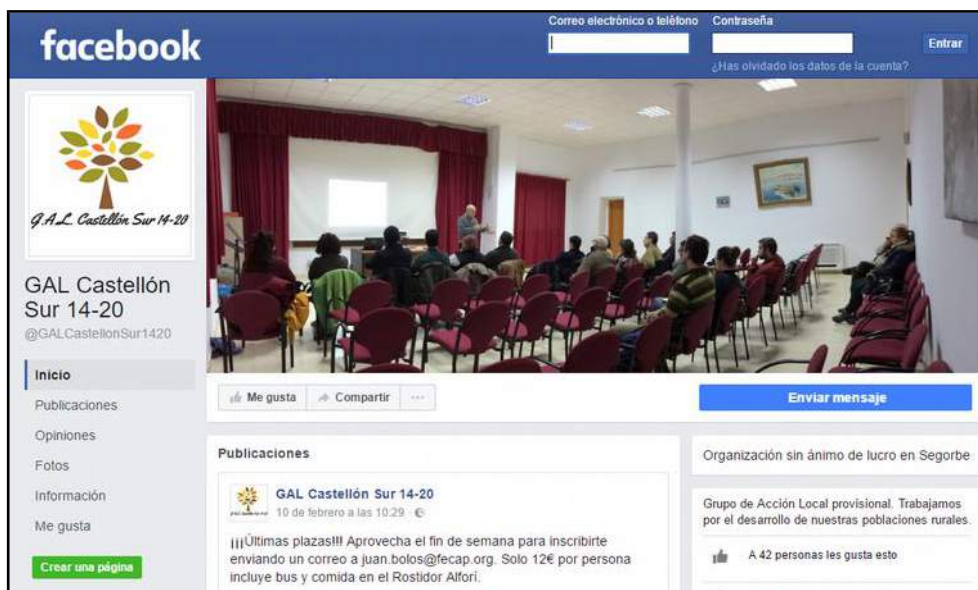 facebook
Correo electrónico o teléfono
Contraseña
Entrar
¿Has olvidado los datos de la cuenta?
G.A.L. Castellón Sur 14-20
GAL Castellón
Sur 14-20
@GALCastellonSur1420
Inicio
Publicaciones
Opiniones
Fotos
Información
Me gusta
Crear una página
Me gusta
Compartir
...
Enviar mensaje
Publicaciones
GAL Castellón Sur 14-20
10 de febrero a las 10:29 ·
¡¡¡Últimas plazas!!! Aprovecha el fin de semana para inscribirte
enviando un correo a juan.bolos@fecap.org. Solo 12€ por persona
incluye bus y comida en el Rostidor Alforí.
Organización sin ánimo de lucro en Segorbe
Grupo de Acción Local provisional. Trabajamos
por el desarrollo de nuestras poblaciones rurales.
A 42 personas les gusta esto